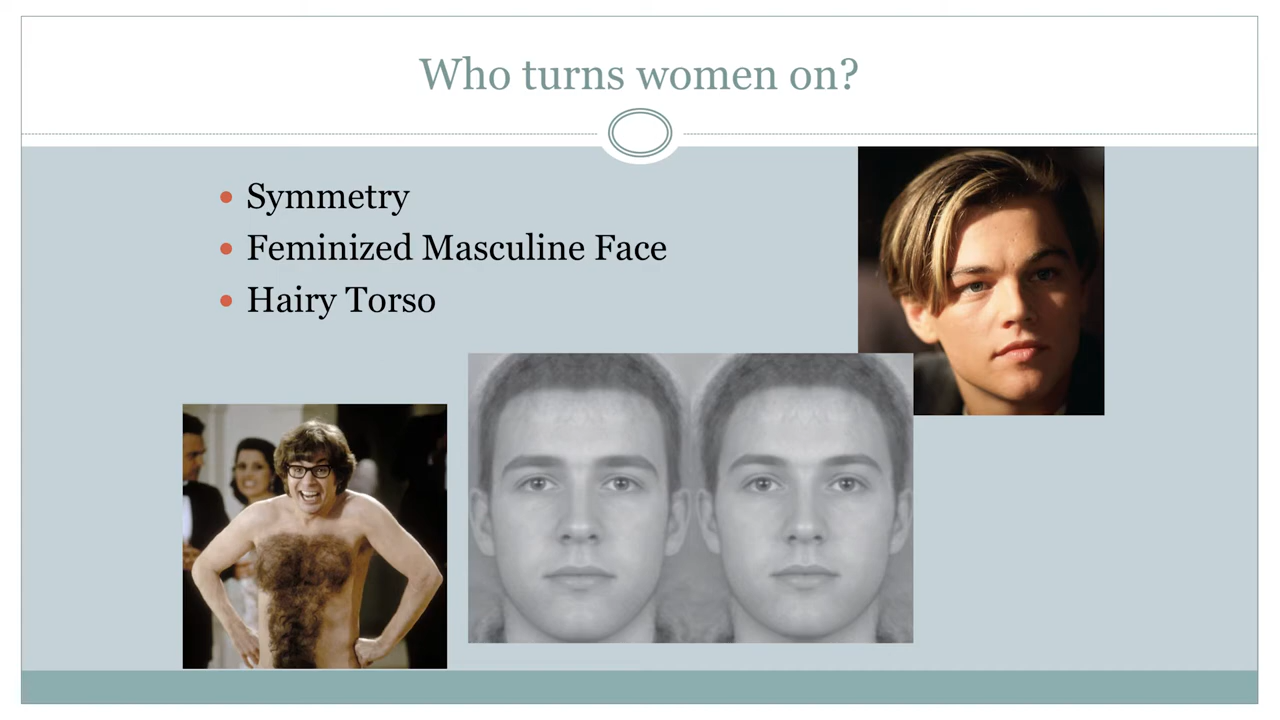 Who turns women on?
Symmetry
Feminized Masculine Face
Hairy Torso